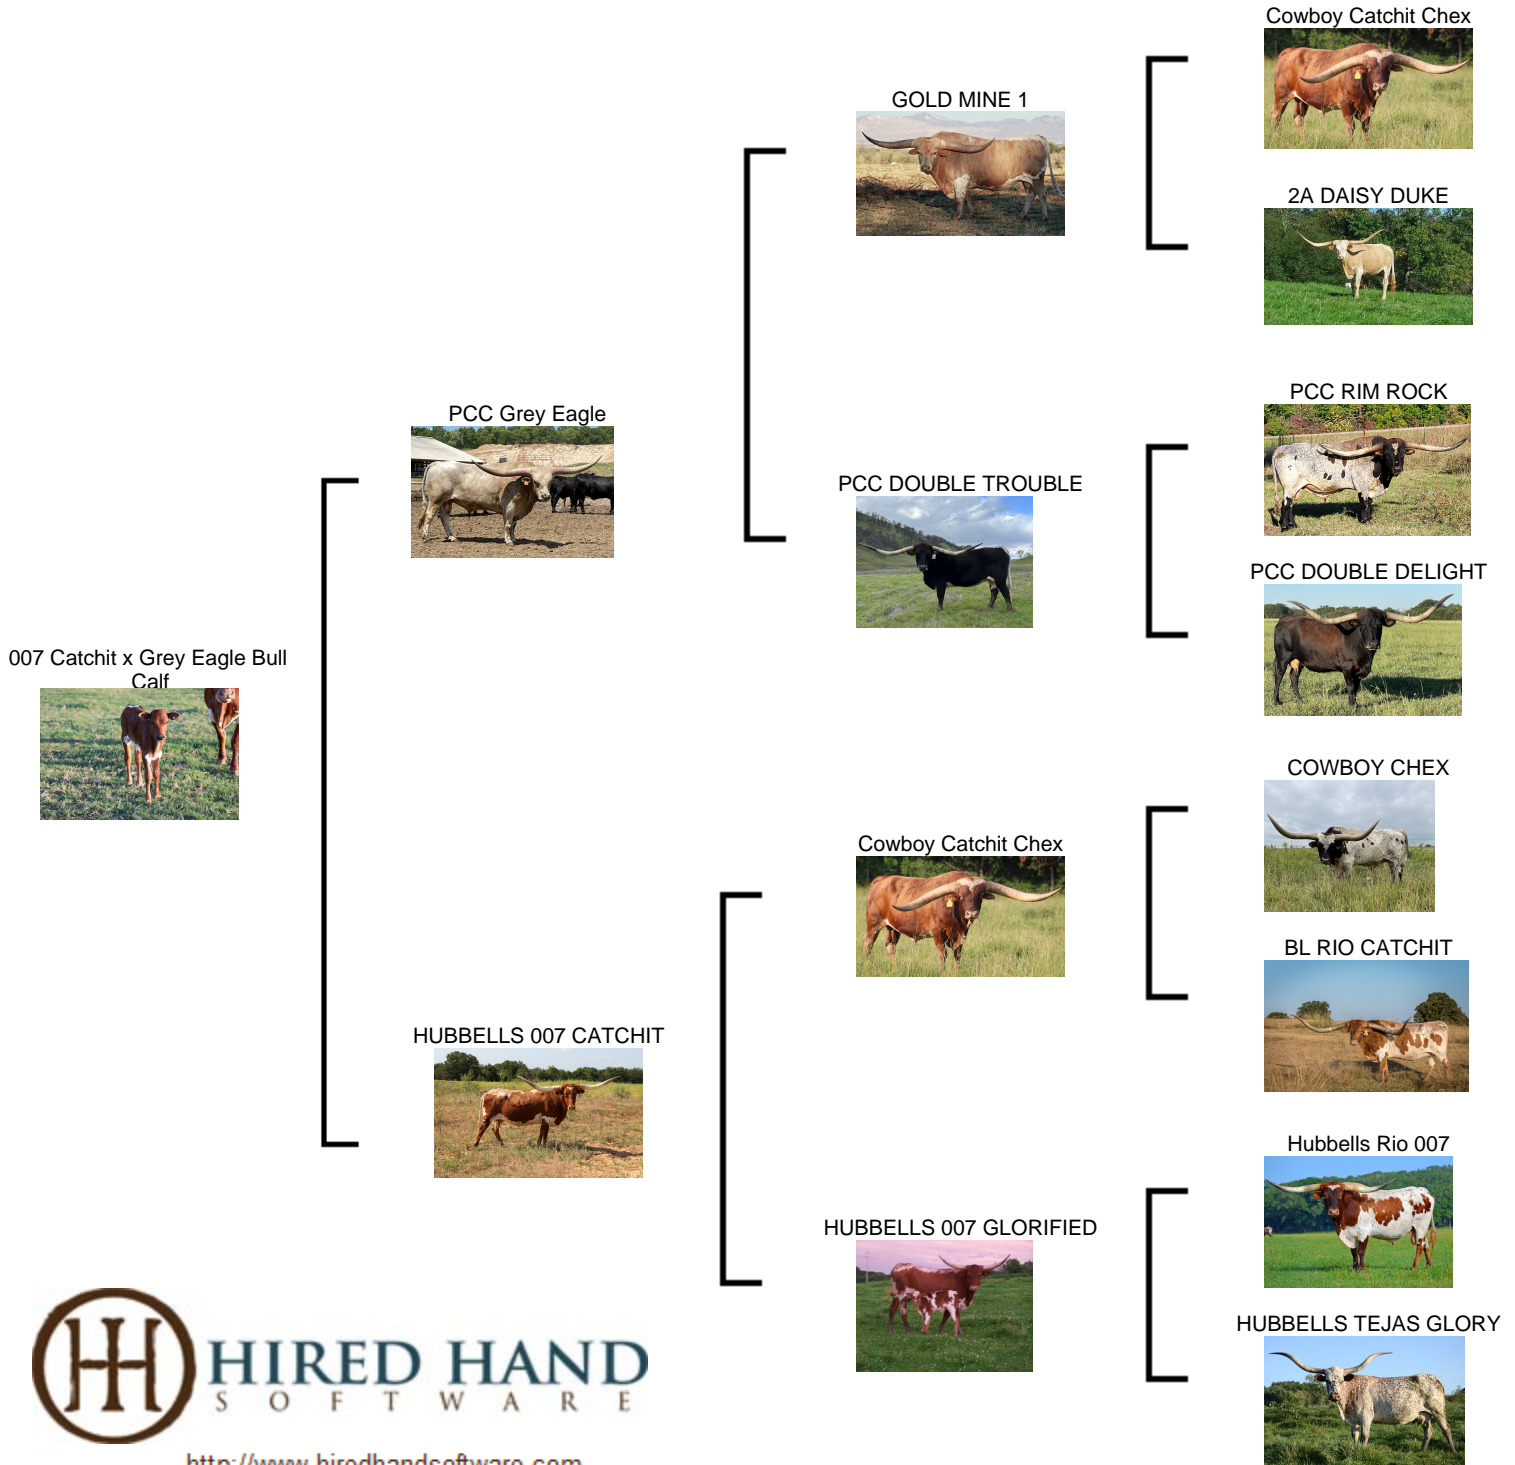 Cowboy Catchit Chex
GOLD MINE 1
2A DAISY DUKE
PCC RIM ROCK
PCC Grey Eagle
PCC DOUBLE TROUBLE
PCC DOUBLE DELIGHT
007 Catchit x Grey Eagle Bull
Calf
COWBOY CHEX
Cowboy Catchit Chex
BL RIO CATCHIT
HUBBELLS 007 CATCHIT
Hubbells Rio 007
HUBBELLS 007 GLORIFIED
HUBBELLS TEJAS GLORY
HIRED HAND
SOFTWARE
http://www.hiredhandsoftware.com